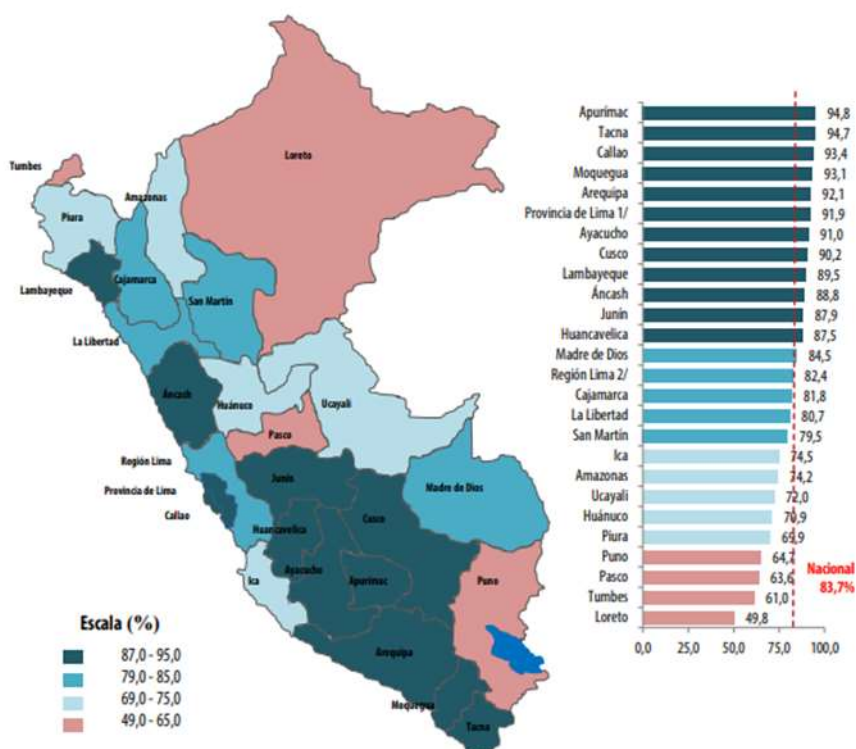 Tumbes
Loreto
Amazonas
Piura
Lambayeque
Cajamarca
San Martín
La Libertad
Áncash
Huánuco
Ucayali
Pasco
Región Lima
Junín
Provincia de Lima
Callao
Madre de Dios
Cusco
Huancavelica
Ayacucho
Apurímac
Ica
Puno
Arequipa
Moquegua
Tacna
Escala (%)
87,0 - 95,0
79,0 - 85,0
69,0 - 75,0
49,0 - 65,0
Apurímac 94,8
Tacna 94,7
Callao 93,4
Moquegua 93,1
Arequipa 92,1
Provincia de Lima 1/ 91,9
Ayacucho 91,0
Cusco 90,2
Lambayeque 89,5
Áncash 88,8
Junín 87,9
Huancavelica 87,5
Madre de Dios 84,5
Región Lima 2/ 82,4
Cajamarca 81,8
La Libertad 80,7
San Martín 79,5
Ica 74,5
Amazonas 74,2
Ucayali 72,0
Huánuco 70,9
Piura 69,9
Puno
Pasco 63,6
Tumbes 61,0
Loreto 49,8
Nacional
83,7%
0,0 25,0 50,0 75,0 100,0